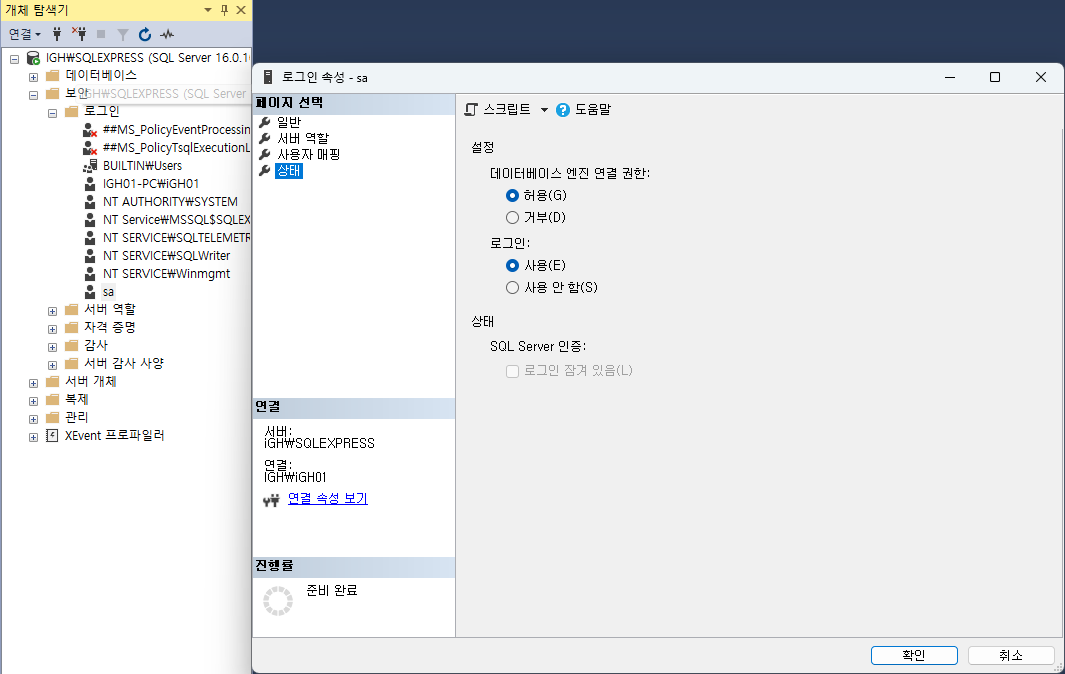 개체 탐색기
연결
IGH₩SQLEXPRESS (SQL Server 16.0.1
데이터베이스
보안
IGH₩SQLEXPRESS (SQL Server
로그인
##MS_PolicyEventProcessin
##MS_PolicyTsqlExecutionL
BUILTIN₩Users
IGH01-PC₩iGH01
NT AUTHORITY₩SYSTEM
NT Service₩MSSQL$SQLEX
NT SERVICE₩SQLTELEMETR
NT SERVICE₩SQLWriter
NT SERVICE₩Winmgmt
sa
서버 역할
자격 증명
감사
서버 감사 사양
서버 개체
복제
관리
XEvent 프로파일러
로그인 속성 - sa
페이지 선택
일반
서버 역할
사용자 매핑
상태
연결
서버:
iGH₩SQLEXPRESS
연결:
IGH₩iGH01
연결 속성 보기
진행률
준비 완료
스크립트
도움말
설정
데이터베이스 엔진 연결 권한:
허용(G)
거부(D)
로그인:
사용(E)
사용 안 함(S)
상태
SQL Server 인증:
로그인 잠겨 있음(L)
확인
취소